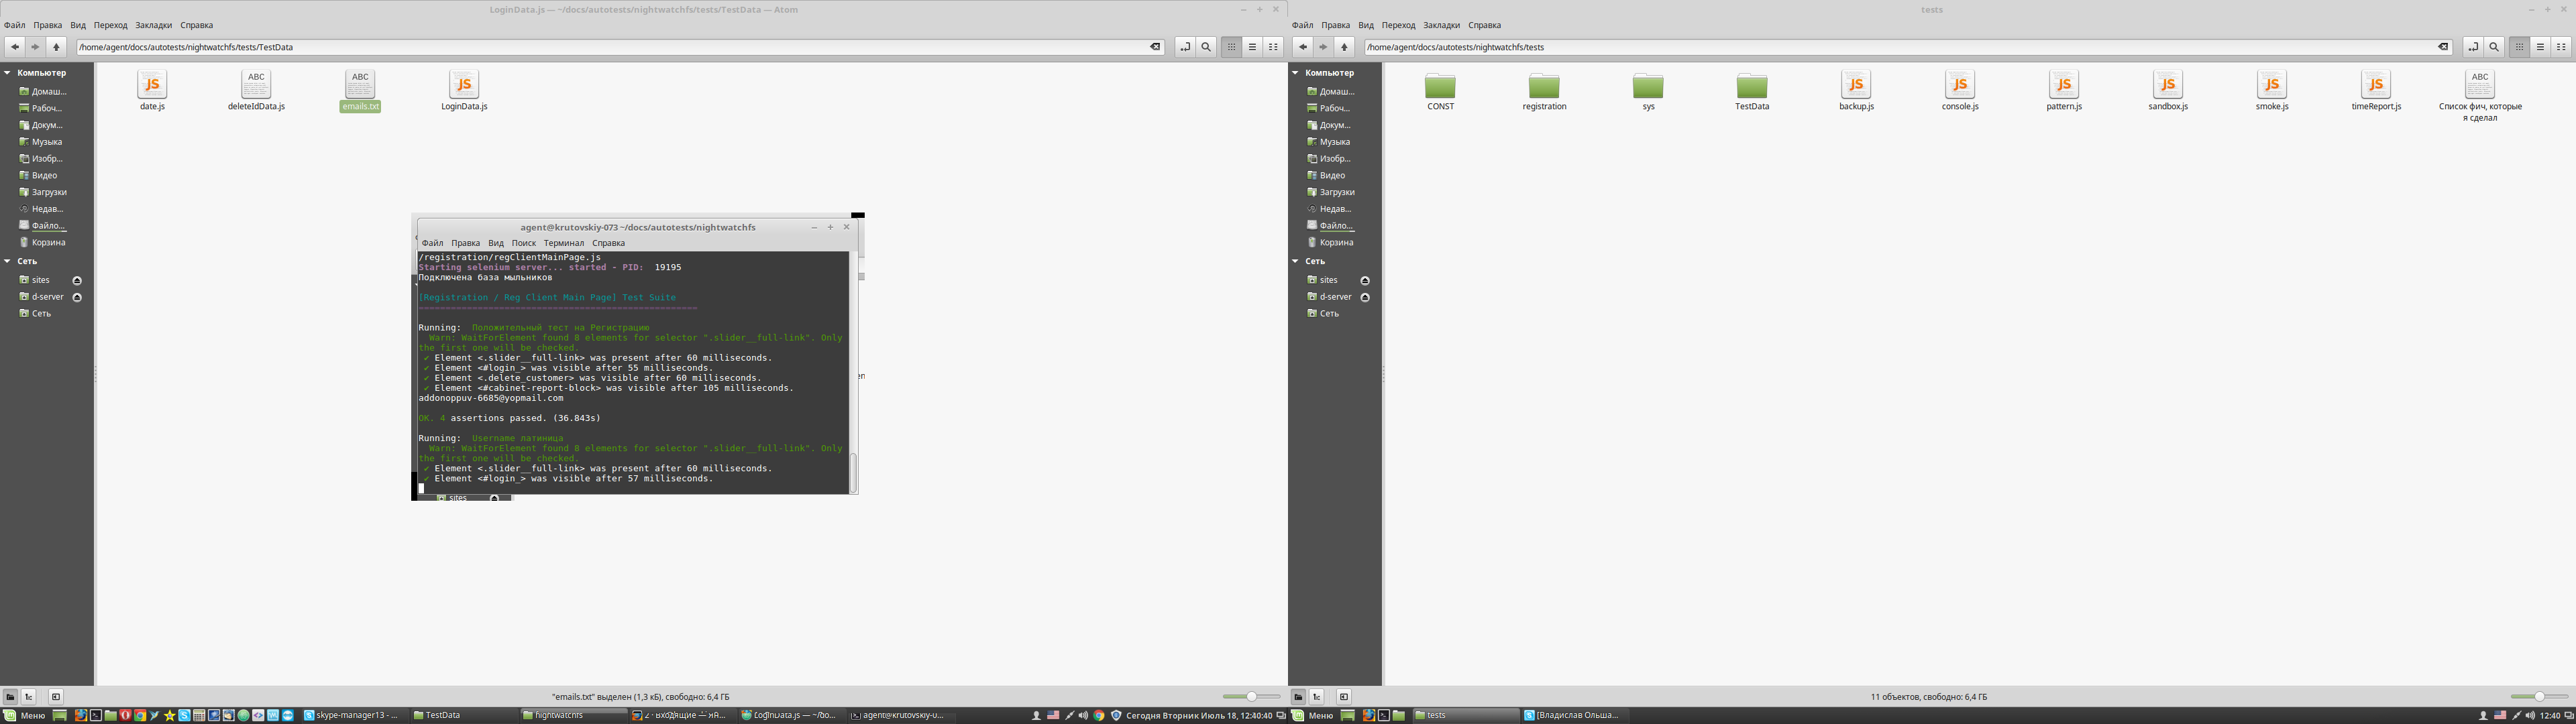 LoginData.js — ~/docs/autotests/nightwatchfs/tests/TestData — Atom
Файл Правка Вид Переход Закладки Справка
/home/agent/docs/autotests/nightwatchfs/tests/TestData
Компьютер
Домаш...
Рабоч...
Докум...
Музыка
Изобр...
Видео
Загрузки
Недав...
Файло...
Корзина
Сеть
sites
d-server
Сеть
JS
date.js
ABC
deleteIdData.js
ABC
emails.txt
JS
LoginData.js
agent@krutovskiy-073 ~/docs/autotests/nightwatchfs
Файл Правка Вид Поиск Терминал Справка
/registration/regClientMainPage.js
Starting selenium server... started - PID: 19195
Подключена база мыльников
[Registration / Reg Client Main Page] Test Suite
Running: Положительный тест на Регистрацию
Warn: WaitForElement found 8 elements for selector ".slider__full-link". Only
the first one will be checked.
✔ Element <.slider__full-link> was present after 60 milliseconds.
✔ Element <#login_> was visible after 55 milliseconds.
✔ Element <.delete_customer> was visible after 60 milliseconds.
✔ Element <#cabinet-report-block> was visible after 105 milliseconds.
addonoppuv-6685@yopmail.com
OK. 4 assertions passed. (36.843s)
Running: Username латиница
Warn: WaitForElement found 8 elements for selector ".slider__full-link". Only
the first one will be checked.
✔ Element <.slider__full-link> was present after 60 milliseconds.
✔ Element <#login_> was visible after 57 milliseconds.
sites
"emails.txt" выделен (1,3 кБ), свободно: 6,4 ГБ
Меню
skype-manager13 - ...
TestData
nightwatchfs
LoginData.js — ~/do...
agent@krutovskiy-0...
Сегодня Вторник Июль 18, 12:40:40
tests
Файл Правка Вид Переход Закладки Справка
/home/agent/docs/autotests/nightwatchfs/tests
Компьютер
Домаш...
Рабоч...
Докум...
Музыка
Изобр...
Видео
Загрузки
Недав...
Файло...
Корзина
Сеть
sites
d-server
Сеть
CONST
registration
sys
TestData
JS
backup.js
JS
console.js
JS
pattern.js
JS
sandbox.js
JS
smoke.js
JS
timeReport.js
ABC
Список фич, которые
я сделал
11 объектов, свободно: 6,4 ГБ
Меню
tests
[Владислав Ольша...
12:40